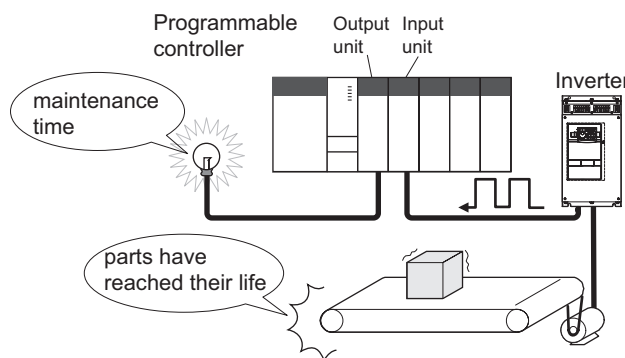 Programmable
controller
Output
unit
Input
unit
Inverter
maintenance
time
parts have
reached their life